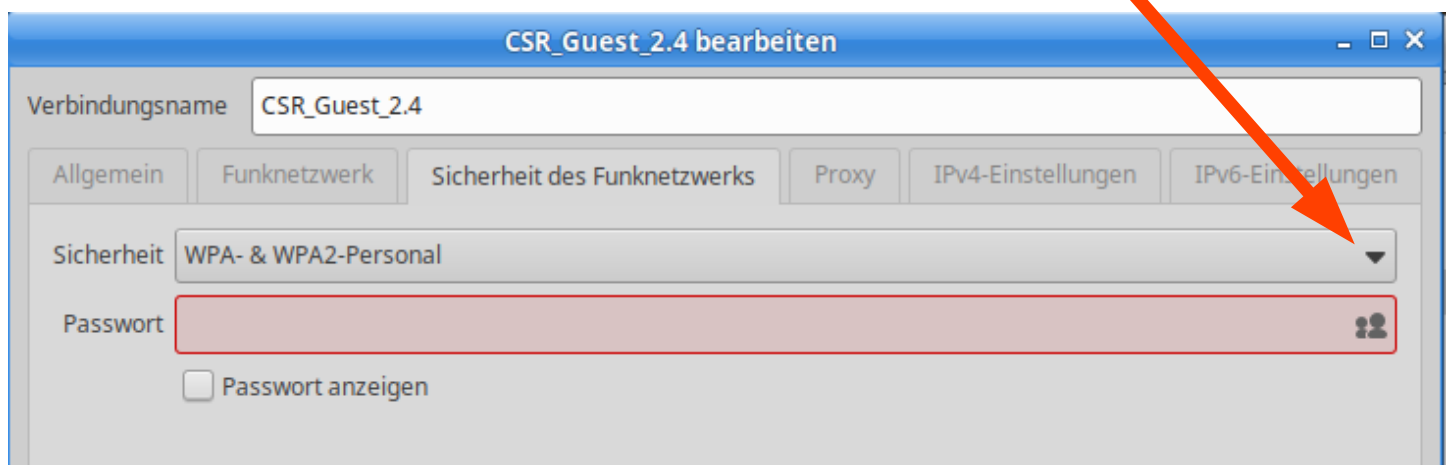 CSR_Guest_2.4 bearbeiten
Verbindungsname CSR_Guest_2.4
Allgemein Funknetzwerk Sicherheit des Funknetzwerks Proxy IPv4-Einstellungen IPv6-Einstellungen
Sicherheit WPA- & WPA2-Personal
Passwort
Passwort anzeigen